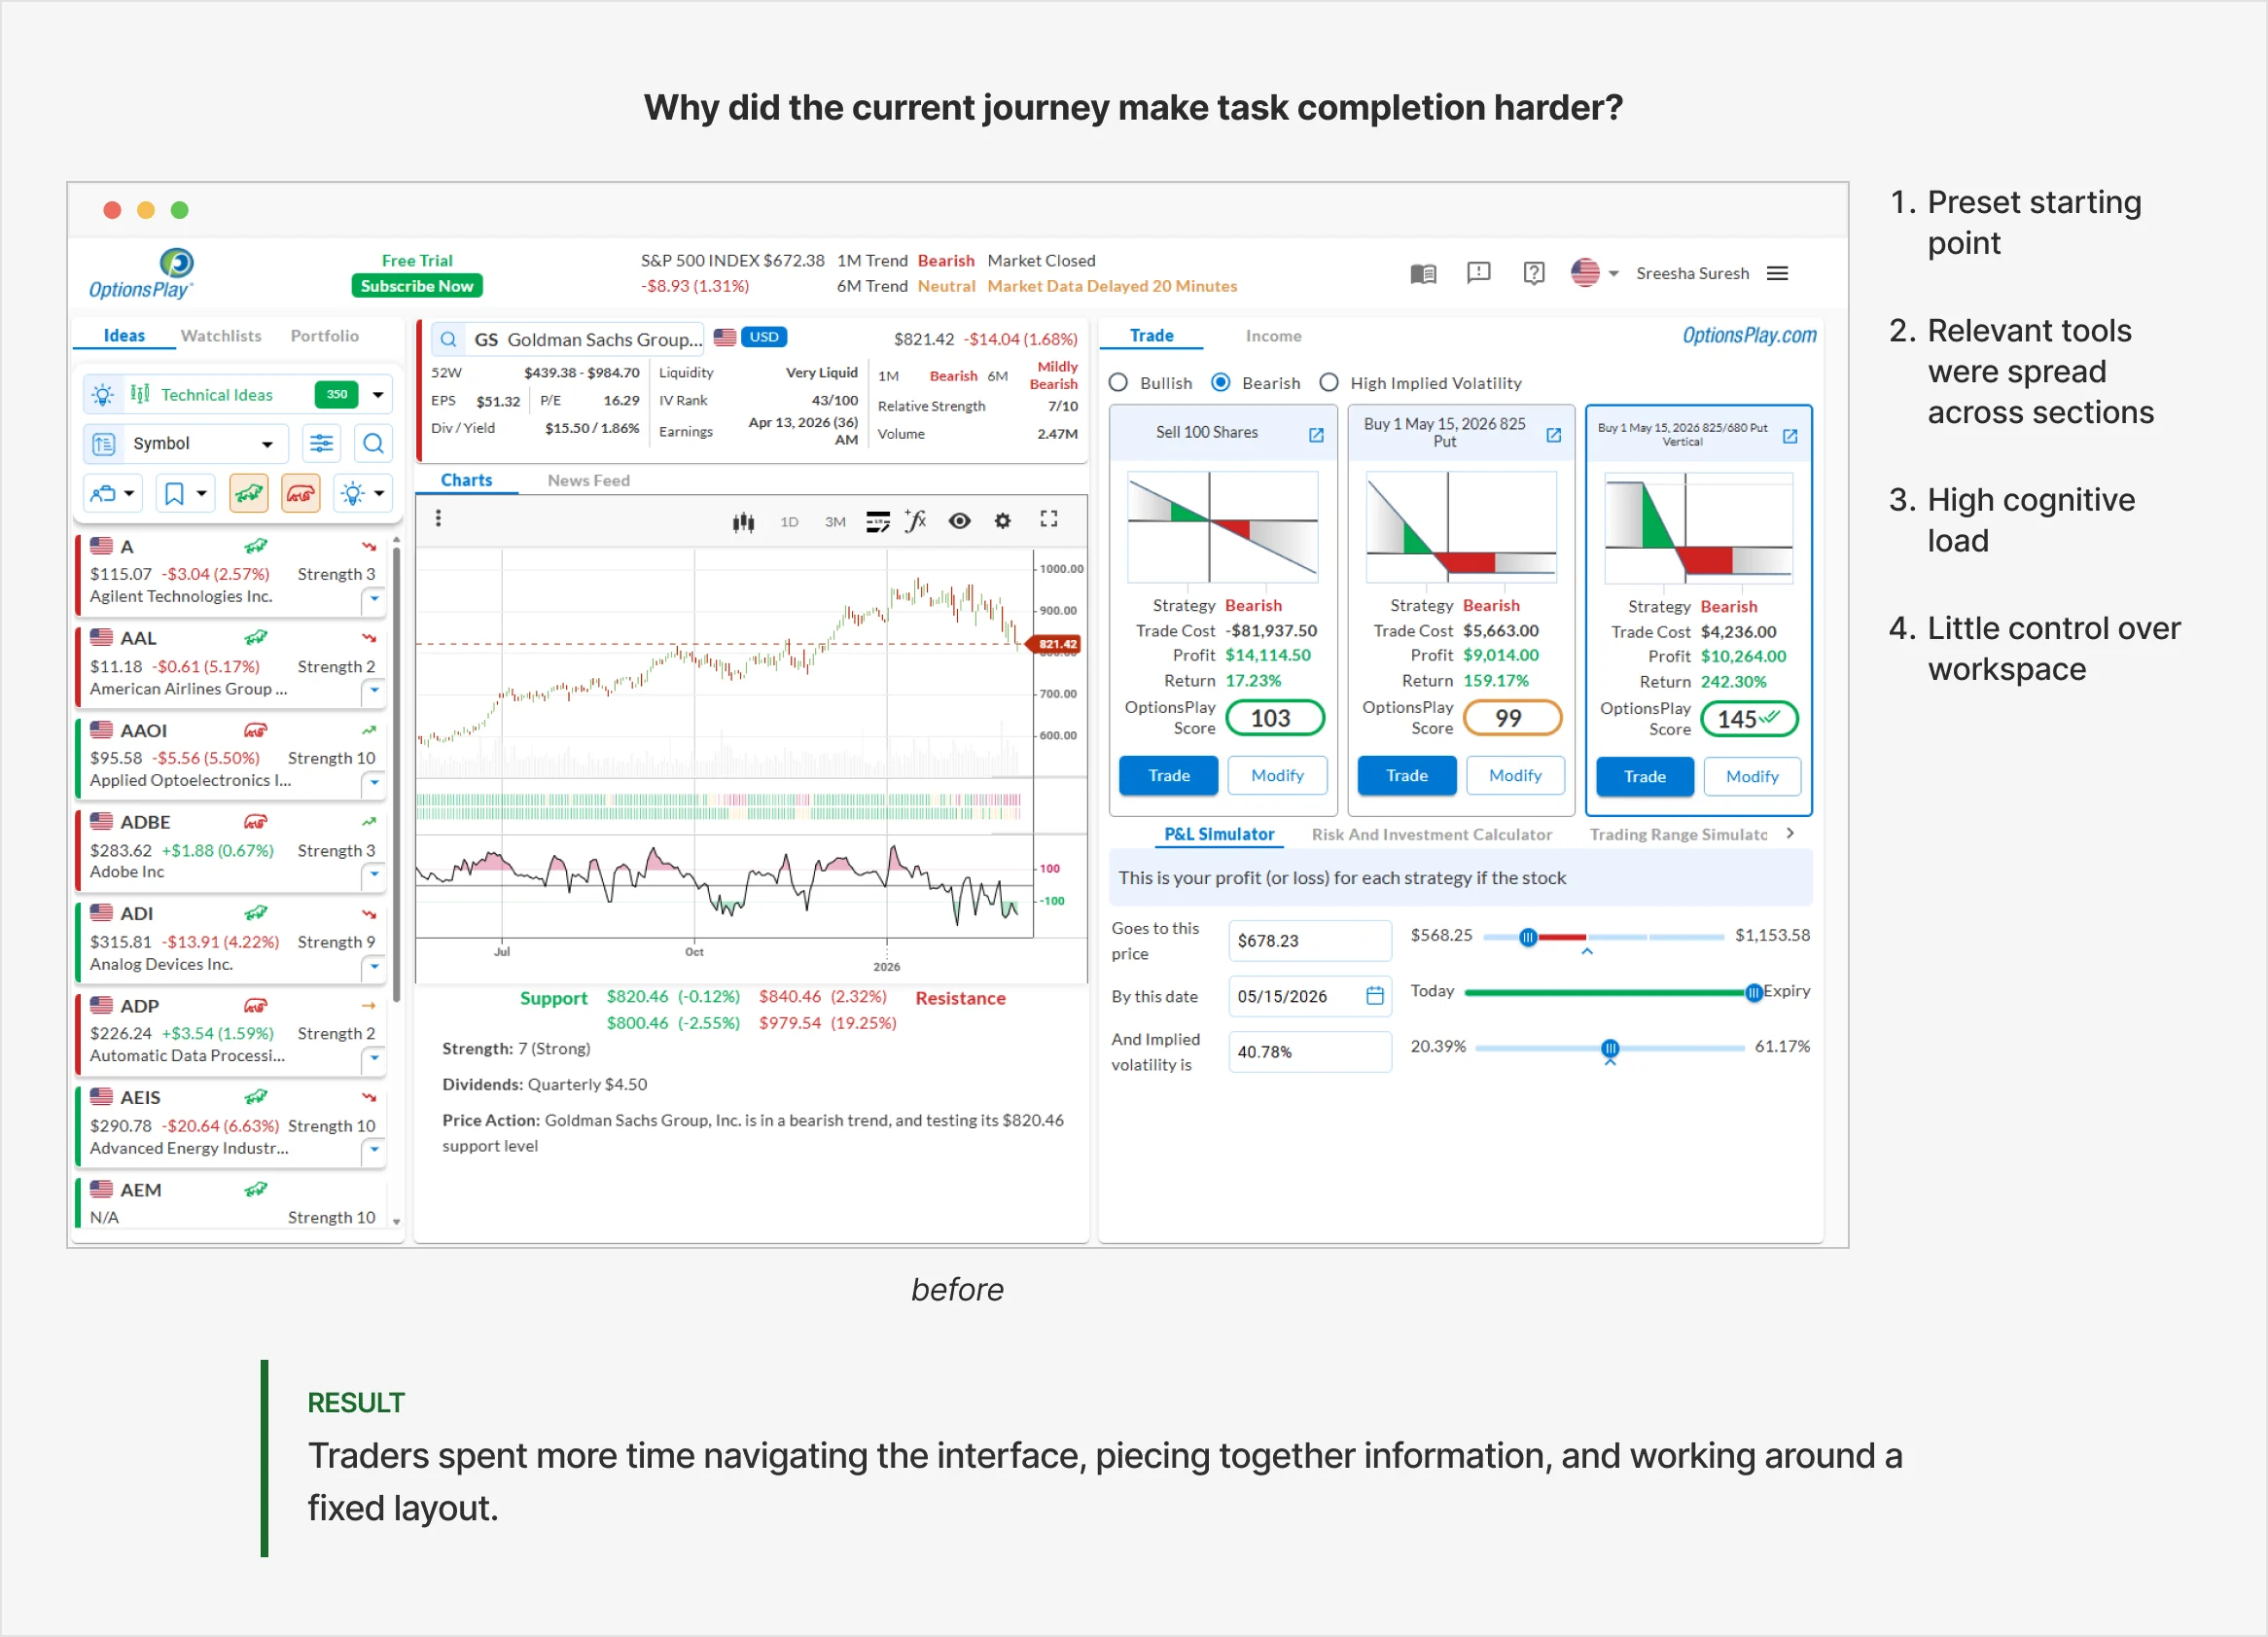 Why did the current journey make task completion harder?
OptionsPlay
Free Trial
Subscribe Now
S&P 500 INDEX $672.38 1M Trend Bearish Market Closed
-$8.93 (1.31%) 6M Trend Neutral Market Data Delayed 20 Minutes
Sreesha Suresh
Ideas Watchlists Portfolio
Technical Ideas 350
Symbol
A
$115.07 -$3.04 (2.57%) Strength 3
Agilent Technologies Inc.
AAL
$11.18 -$0.61 (5.17%) Strength 2
American Airlines Group ...
AAOI
$95.58 -$5.56 (5.50%) Strength 10
Applied Optoelectronics I...
ADBE
$283.62 +$1.88 (0.67%) Strength 3
Adobe Inc
ADI
$315.81 -$13.91 (4.22%) Strength 9
Analog Devices Inc.
ADP
$226.24 +$3.54 (1.59%) Strength 2
Automatic Data Processi...
AEIS
$290.78 -$20.64 (6.63%) Strength 10
Advanced Energy Industr...
AEM
N/A Strength 10
GS Goldman Sachs Group... USD $821.42 -$14.04 (1.68%)
52W $439.38 - $984.70
EPS $51.32 P/E 16.29
Div / Yield $15.50 / 1.86%
Liquidity Very Liquid
IV Rank 43/100
Earnings Apr 13, 2026 (36)
AM
1M Bearish 6M Mildly
Bearish
Relative Strength 7/10
Volume 2.47M
Charts News Feed
1D 3M
1000.00
900.00
821.42
700.00
600.00
100
-100
Jul Oct 2026
Support $820.46 (-0.12%) $840.46 (2.32%) Resistance
$800.46 (-2.55%) $979.54 (19.25%)
Strength: 7 (Strong)
Dividends: Quarterly $4.50
Price Action: Goldman Sachs Group, Inc. is in a bearish trend, and testing its $820.46
support level
Trade Income OptionsPlay.com
Bullish Bearish High Implied Volatility
Sell 100 Shares
Strategy Bearish
Trade Cost -$81,937.50
Profit $14,114.50
Return 17.23%
OptionsPlay
Score 103
Trade Modify
Buy 1 May 15, 2026 825
Put
Strategy Bearish
Trade Cost $5,663.00
Profit $9,014.00
Return 159.17%
OptionsPlay
Score 99
Trade Modify
Buy 1 May 15, 2026 825/680 Put
Vertical
Strategy Bearish
Trade Cost $4,236.00
Profit $10,264.00
Return 242.30%
OptionsPlay
Score 145
Trade Modify
P&L Simulator Risk And Investment Calculator Trading Range Simulatc
This is your profit (or loss) for each strategy if the stock
Goes to this
price $678.23 $568.25 $1,153.58
By this date 05/15/2026 Today Expiry
And Implied
volatility is 40.78% 20.39% 61.17%
1. Preset starting
point
2. Relevant tools
were spread
across sections
3. High cognitive
load
4. Little control over
workspace
before
RESULT
Traders spent more time navigating the interface, piecing together information, and working around a
fixed layout.